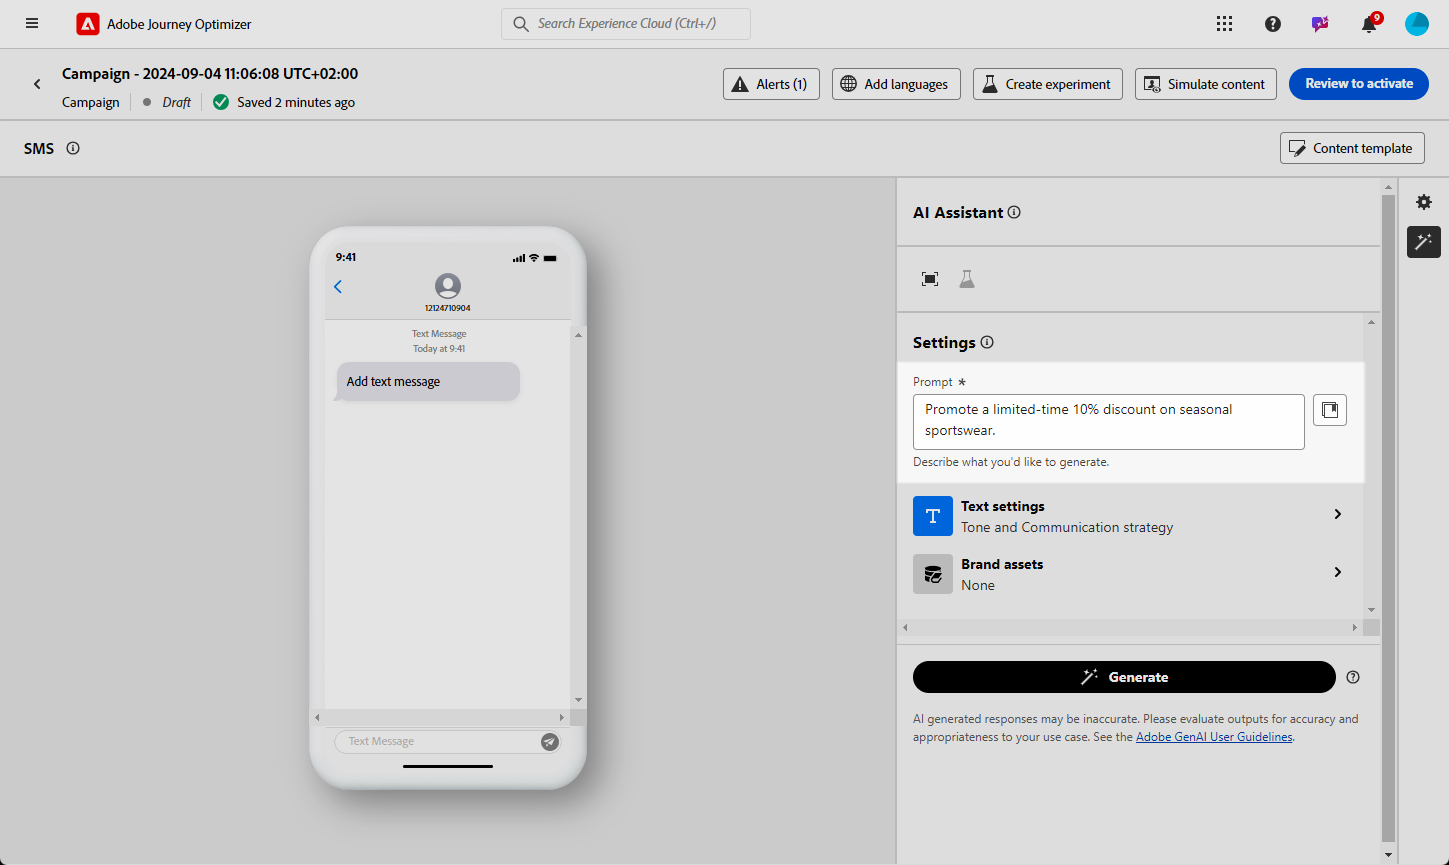 Adobe Journey Optimizer
Search Experience Cloud (Ctrl+/)
9
Campaign - 2024-09-04 11:06:08 UTC+02:00
Campaign
Draft
Saved 2 minutes ago
Alerts (1)
Add languages
Create experiment
Simulate content
Review to activate
SMS
Content template
9:41
12124710904
Text Message
Today at 9:41
Add text message
Text Message
AI Assistant
Settings
Prompt *
Promote a limited-time 10% discount on seasonal
sportswear.
Describe what you'd like to generate.
Text settings
Tone and Communication strategy
Brand assets
None
Generate
AI generated responses may be inaccurate. Please evaluate outputs for accuracy and
appropriateness to your use case. See the Adobe GenAI User Guidelines.